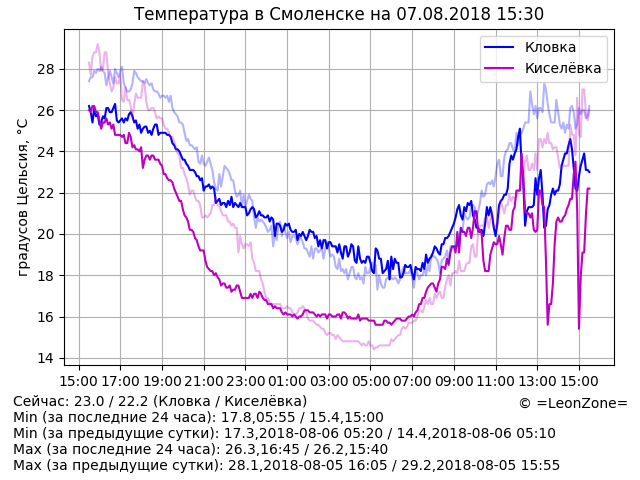 Температура в Смоленске на 07.08.2018 15:30
Кловка
Киселёвка
градусов Цельсия, °C
28
26
24
22
20
18
16
14
15:00 17:00 19:00 21:00 23:00 01:00 03:00 05:00 07:00 09:00 11:00 13:00 15:00
Сейчас: 23.0 / 22.2 (Кловка / Киселёвка)
© =LeonZone=
Min (за последние 24 часа): 17.8,05:55 / 15.4,15:00
Min (за предыдущие сутки): 17.3,2018-08-06 05:20 / 14.4,2018-08-06 05:10
Max (за последние 24 часа): 26.3,16:45 / 26.2,15:40
Max (за предыдущие сутки): 28.1,2018-08-05 16:05 / 29.2,2018-08-05 15:55